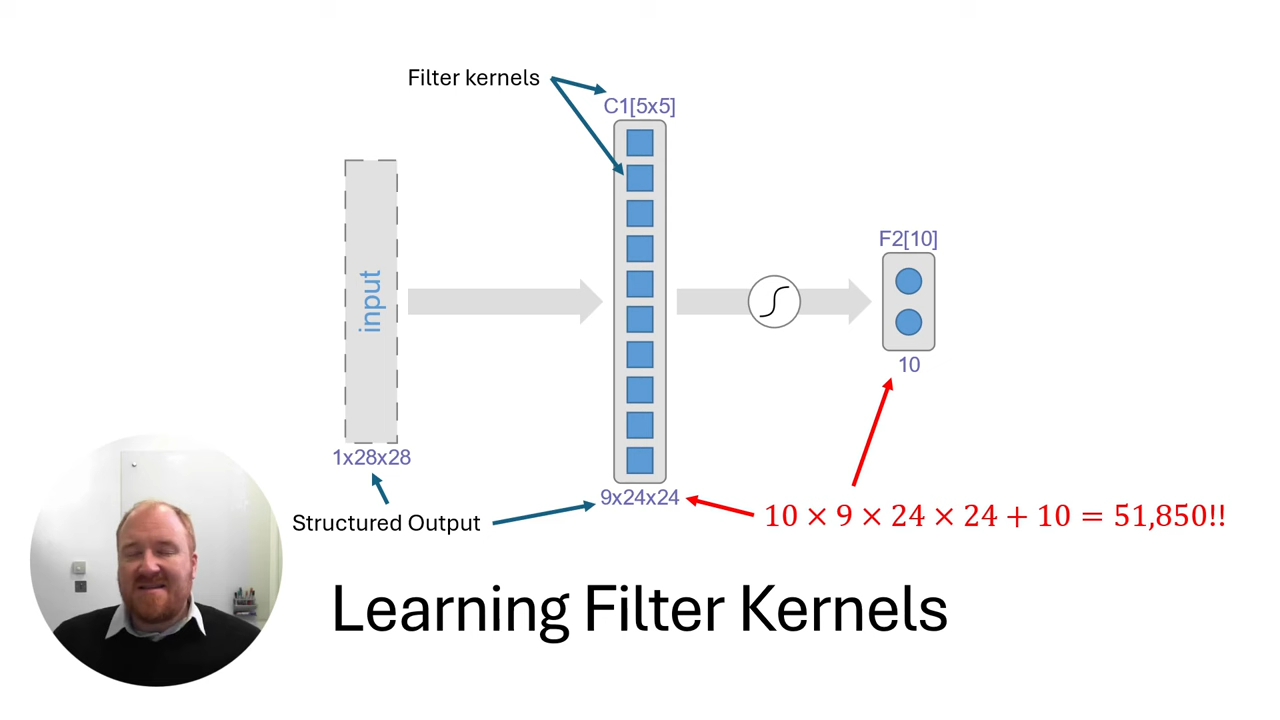 Filter kernels
C1[5x5]
input
F2[10]
10
1x28x28
9x24x24
Structured Output
10 × 9 × 24 × 24 + 10 = 51,850!!
Learning Filter Kernels